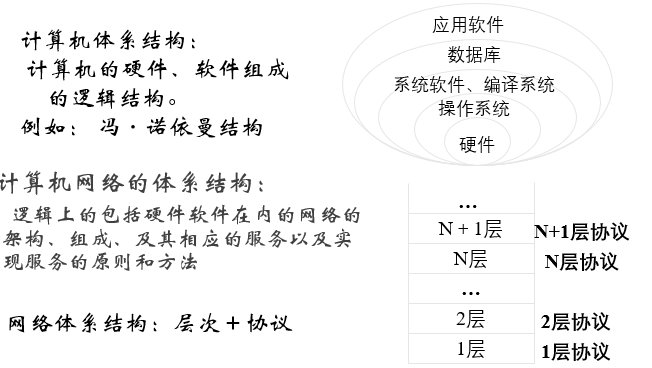 计算机体系结构：
计算机的硬件、软件组成
的逻辑结构。
例如： 冯·诺依曼结构
应用软件
数据库
系统软件、编译系统
操作系统
硬件
计算机网络的体系结构：
逻辑上的包括硬件软件在内的网络的
架构、组成、及其相应的服务以及实
现服务的原则和方法
网络体系结构：层次＋协议
…
N + 1层 N+1层协议
N层 N层协议
…
2层 2层协议
1层 1层协议